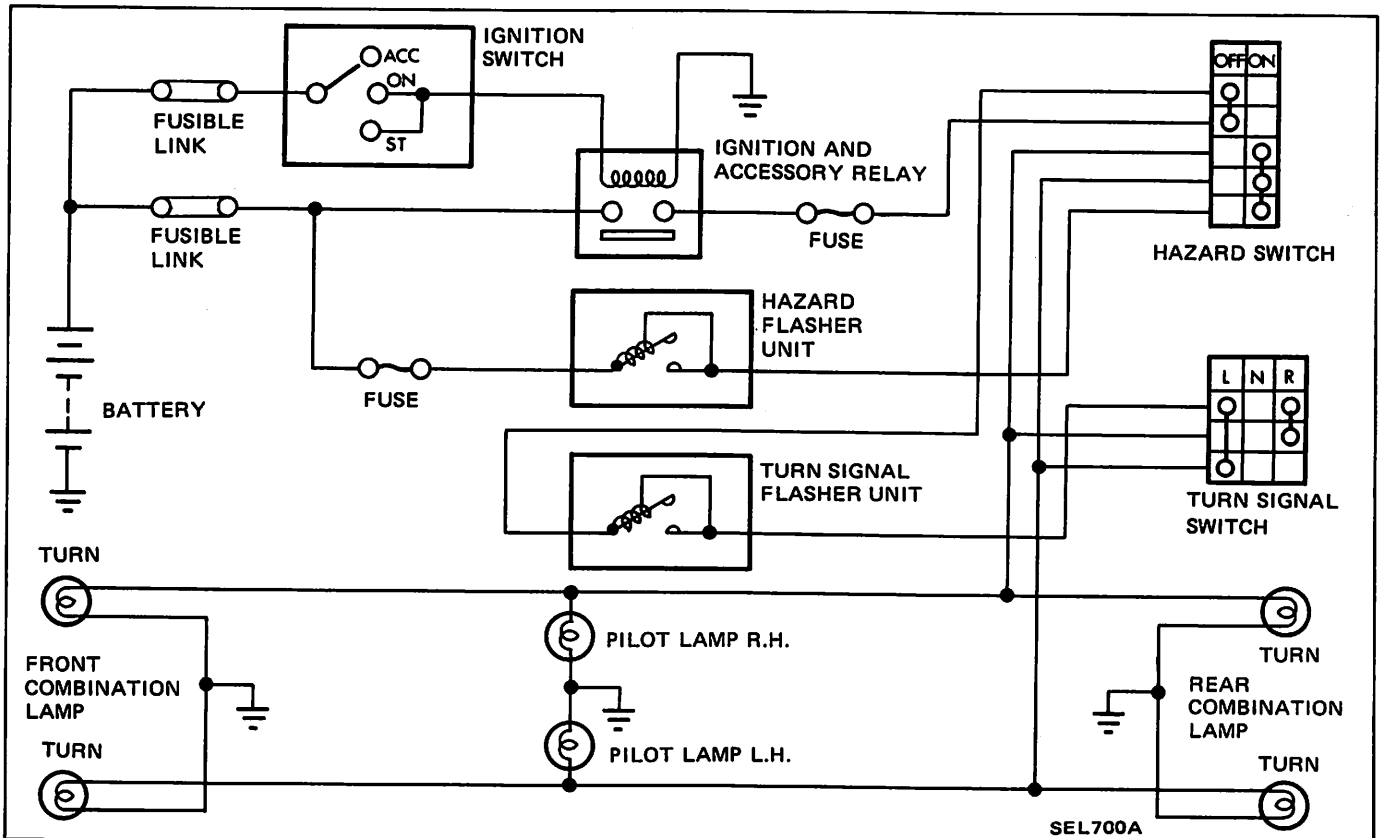 IGNITION
SWITCH
ACC
ON
ST
FUSIBLE
LINK
OFF ON
IGNITION AND
ACCESSORY RELAY
FUSIBLE
LINK
FUSE
HAZARD SWITCH
HAZARD
FLASHER
UNIT
FUSE
BATTERY
L N R
TURN SIGNAL
FLASHER UNIT
TURN SIGNAL
SWITCH
TURN
PILOT LAMP R.H.
TURN
FRONT
COMBINATION
LAMP
REAR
COMBINATION
LAMP
TURN
PILOT LAMP L.H.
TURN
SEL700A